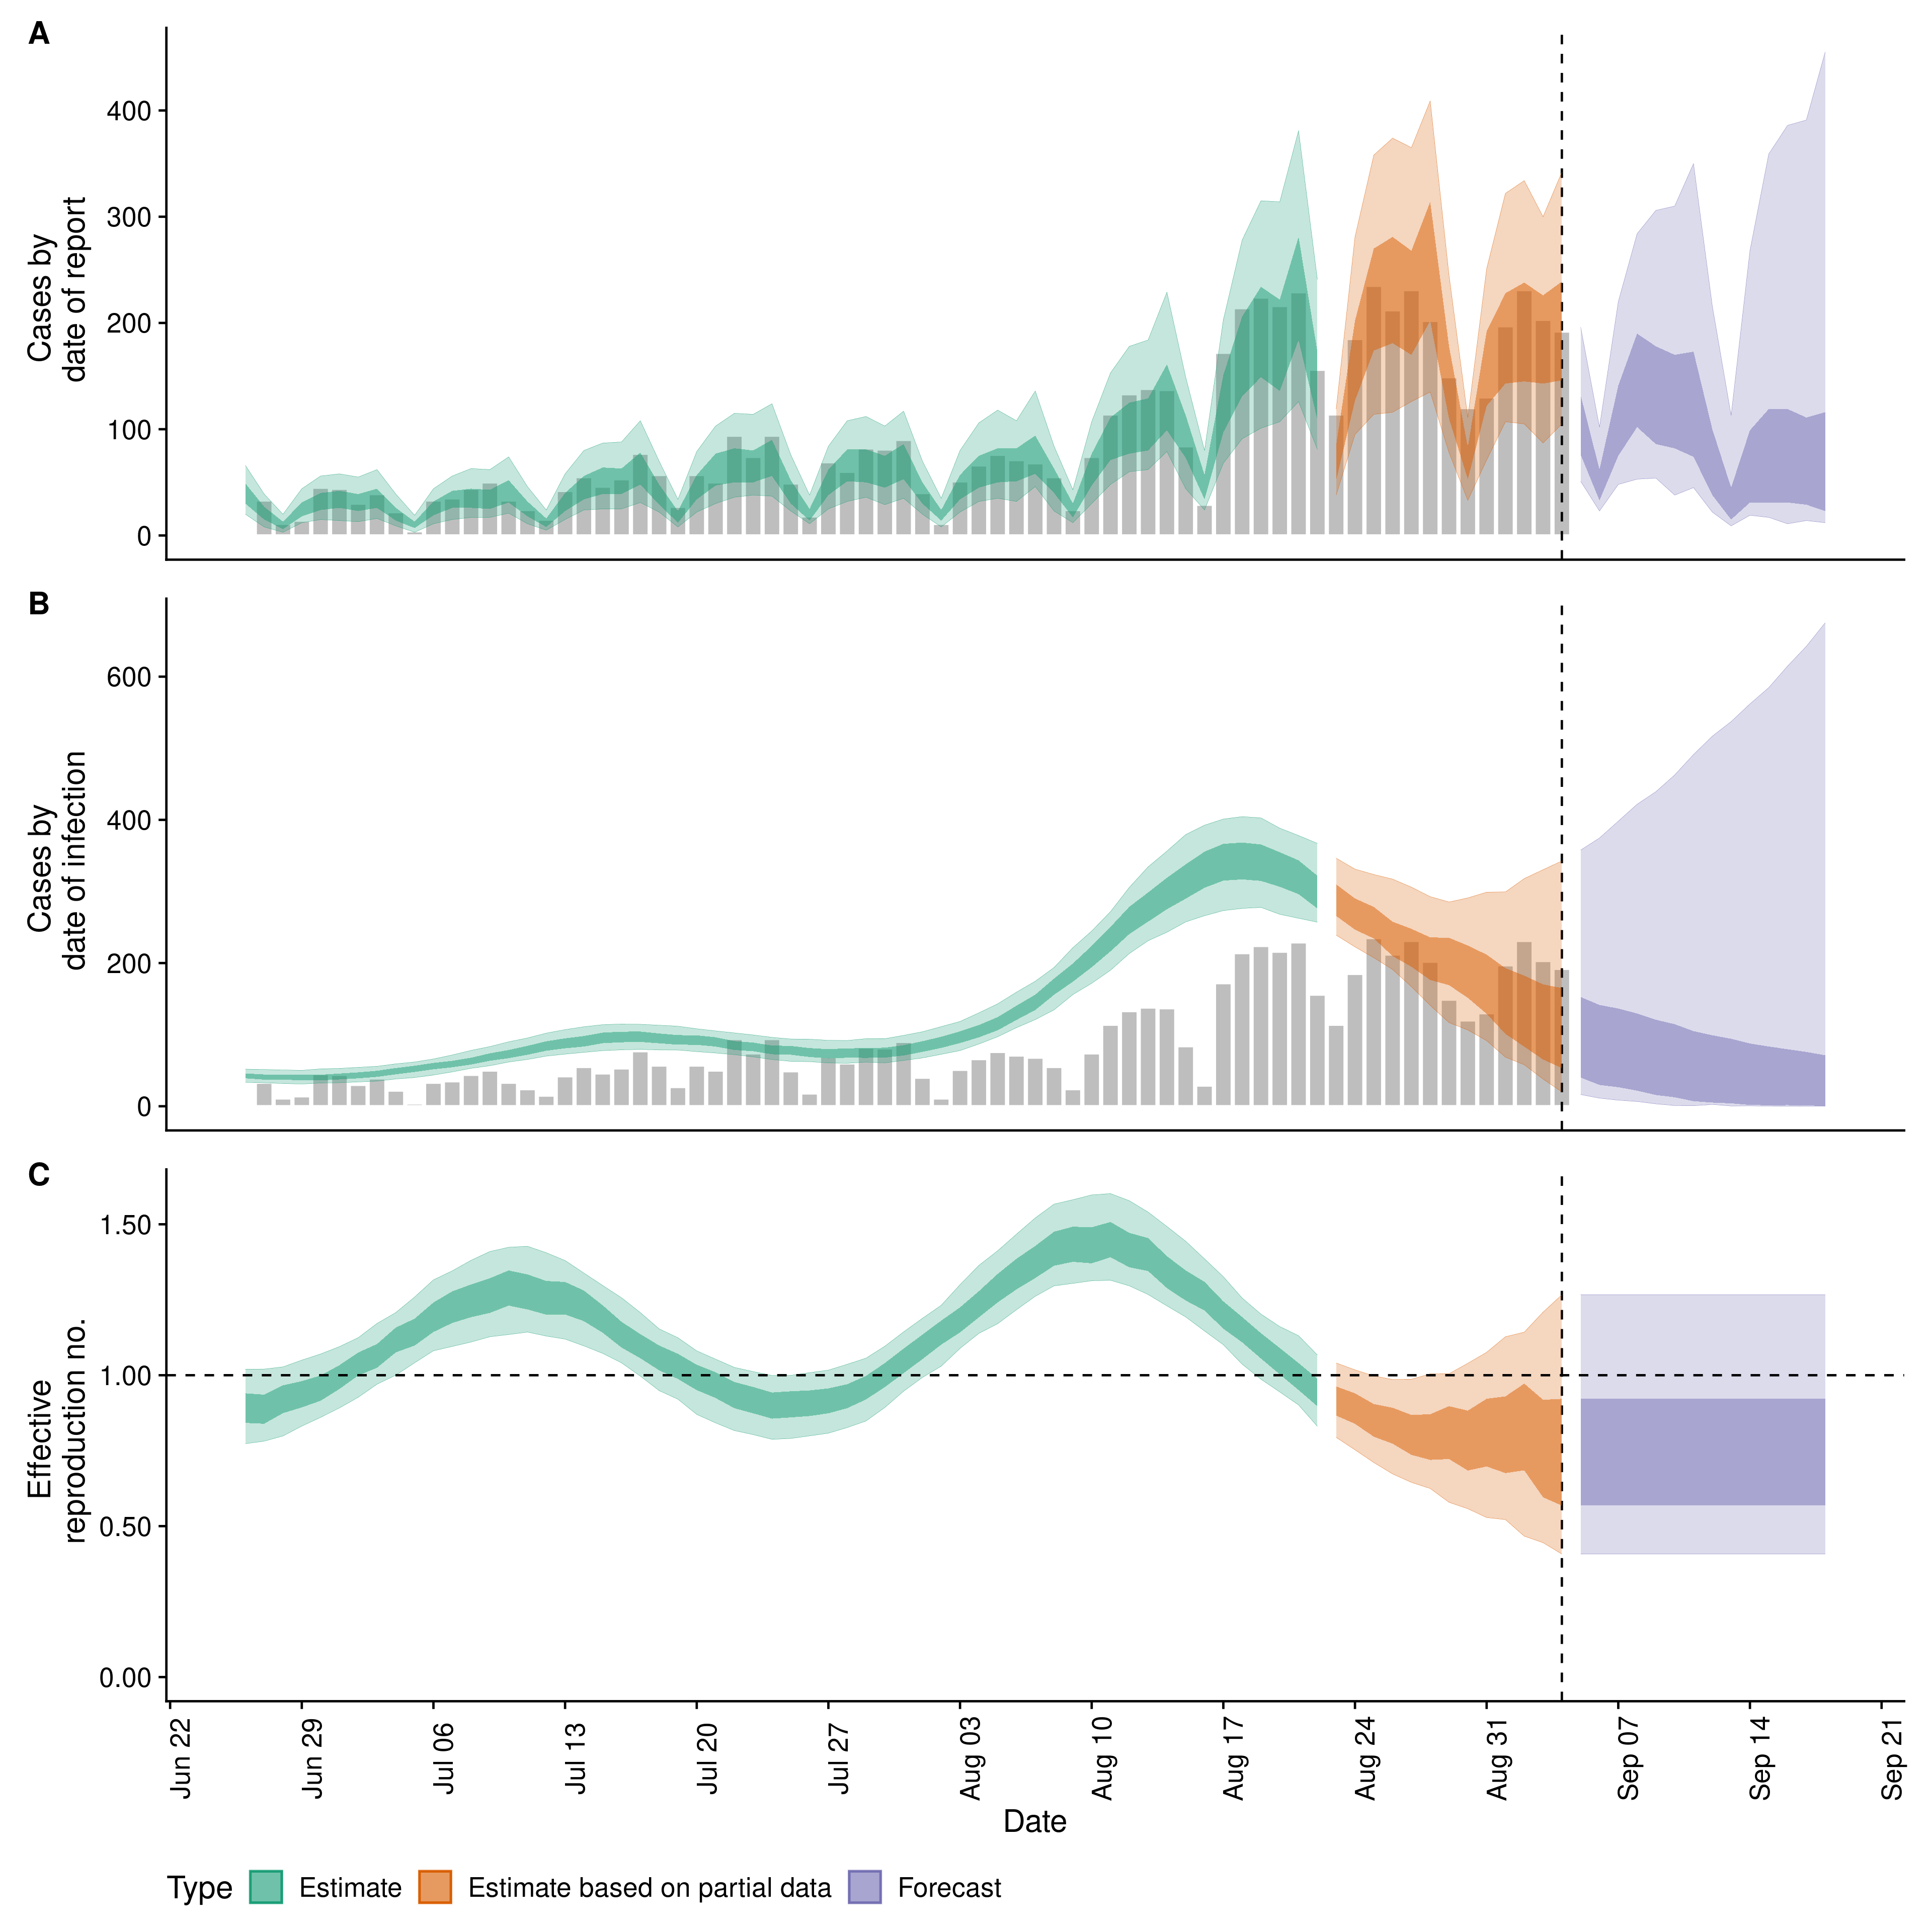 A
400
300
200
100
0
Cases by
date of report
B
600
400
200
0
Cases by
date of infection
C
1.50
1.00
0.50
0.00
Effective
reproduction no.
Jun 22
Jun 29
Jul 06
Jul 13
Jul 20
Jul 27
Aug 03
Aug 10
Aug 17
Aug 24
Aug 31
Sep 07
Sep 14
Sep 21
Date
Type Estimate Estimate based on partial data Forecast